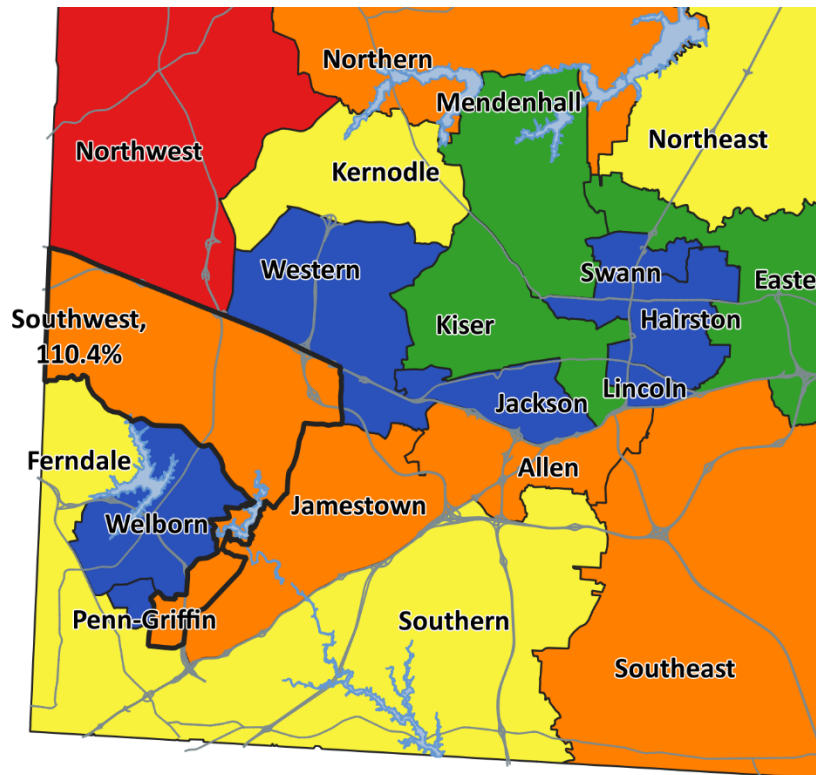 Northern
Mendenhall
Northwest
Northeast
Kernodle
Western
Swann
Easte
Southwest,
110.4%
Kiser
Hairston
Jackson
Lincoln
Ferndale
Allen
Jamestown
Welborn
Penn-Griffin
Southern
Southeast